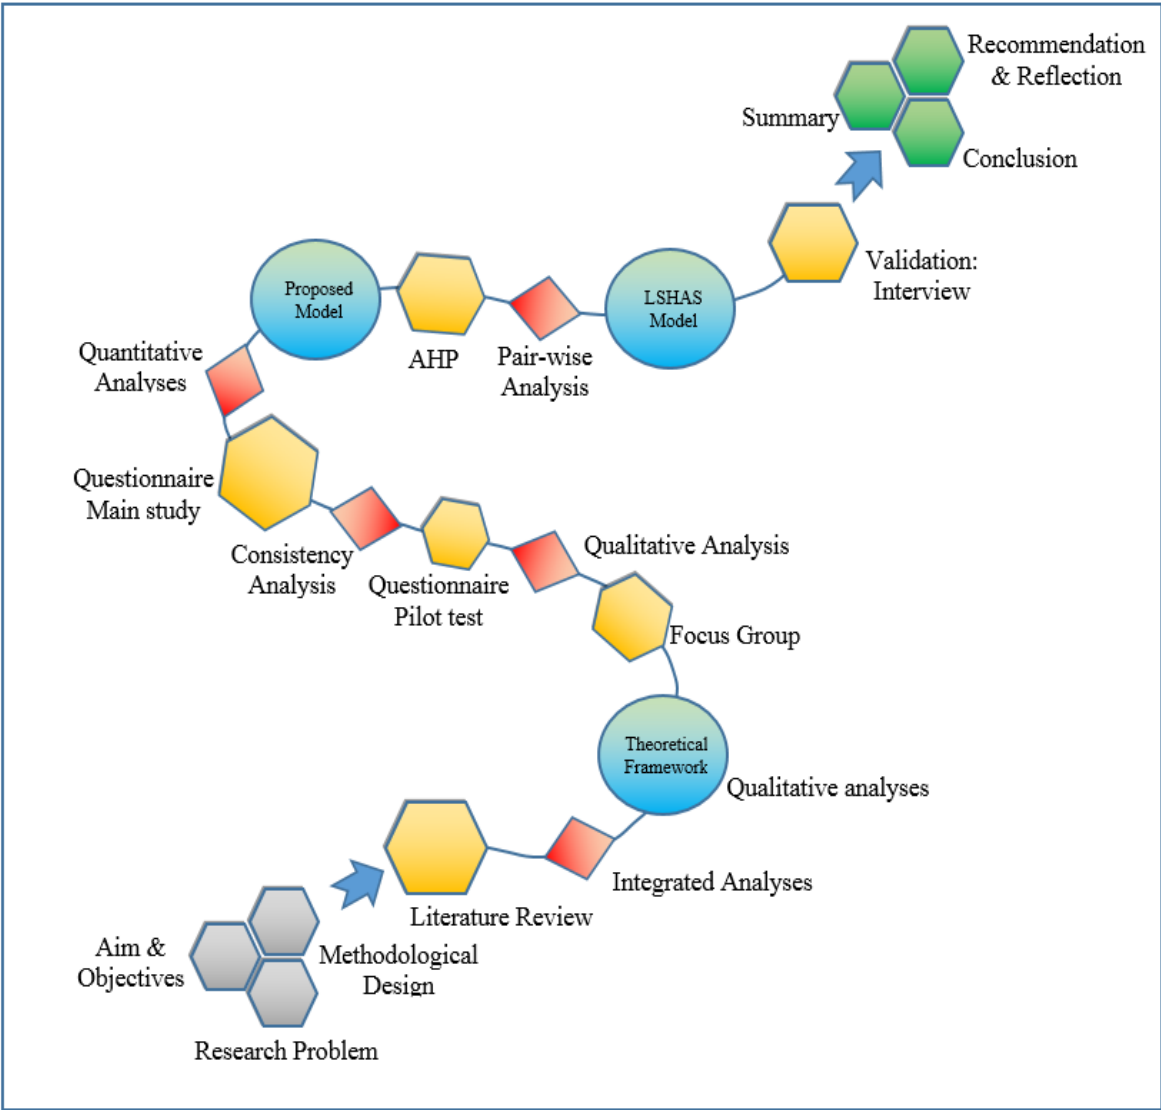 Recommendation
& Reflection
Summary
Conclusion
Validation:
Interview
Proposed
Model
LSHAS
Model
AHP
Pair-wise
Analysis
Quantitative
Analyses
Questionnaire
Main study
Consistency
Analysis
Questionnaire
Pilot test
Qualitative Analysis
Focus Group
Theoretical
Framework
Qualitative analyses
Integrated Analyses
Literature Review
Aim &
Objectives
Methodological
Design
Research Problem